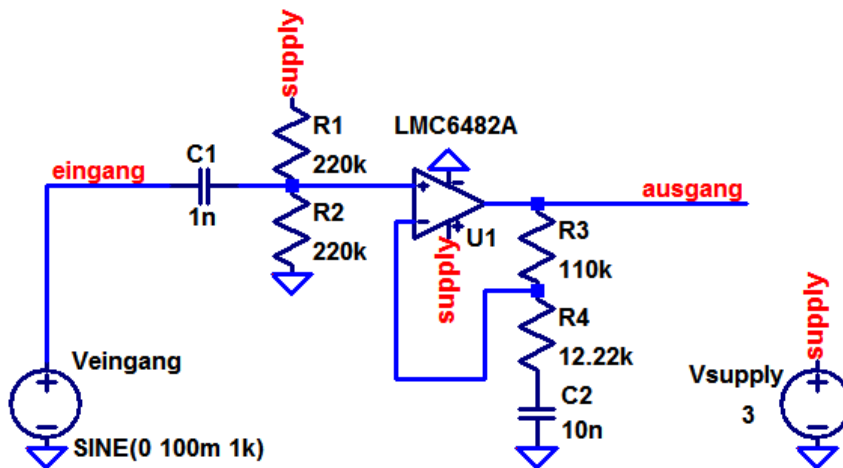 supply
R1
220k
LMC6482A
C1
eingang
1n
R2
220k
U1
supply
ausgang
R3
110k
R4
12.22k
C2
10n
Veingang
SINE(0 100m 1k)
supply
Vsupply
3